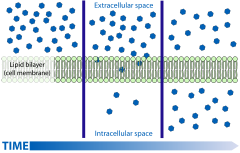 Extracellular space
Lipid bilayer
(cell membrane)
Intracellular space
TIME